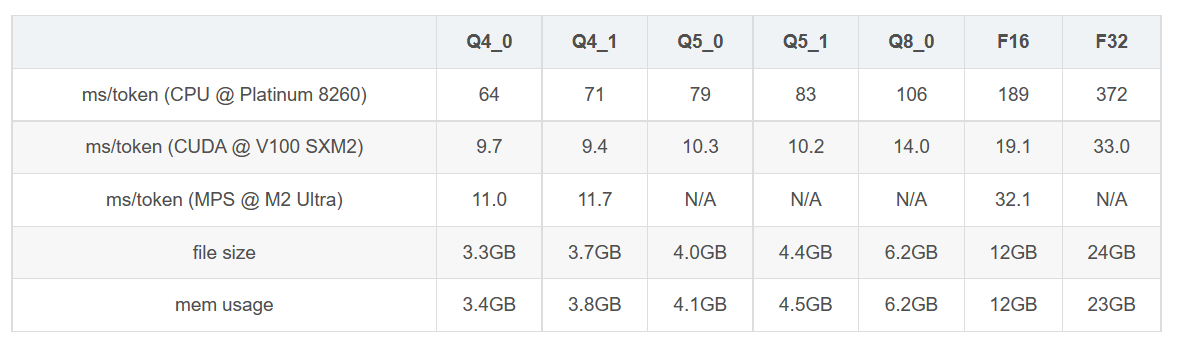 Q4_0 Q4_1 Q5_0 Q5_1 Q8_0 F16 F32
ms/token (CPU @ Platinum 8260) 64 71 79 83 106 189 372
ms/token (CUDA @ V100 SXM2) 9.7 9.4 10.3 10.2 14.0 19.1 33.0
ms/token (MPS @ M2 Ultra) 11.0 11.7 N/A N/A N/A 32.1 N/A
file size 3.3GB 3.7GB 4.0GB 4.4GB 6.2GB 12GB 24GB
mem usage 3.4GB 3.8GB 4.1GB 4.5GB 6.2GB 12GB 23GB